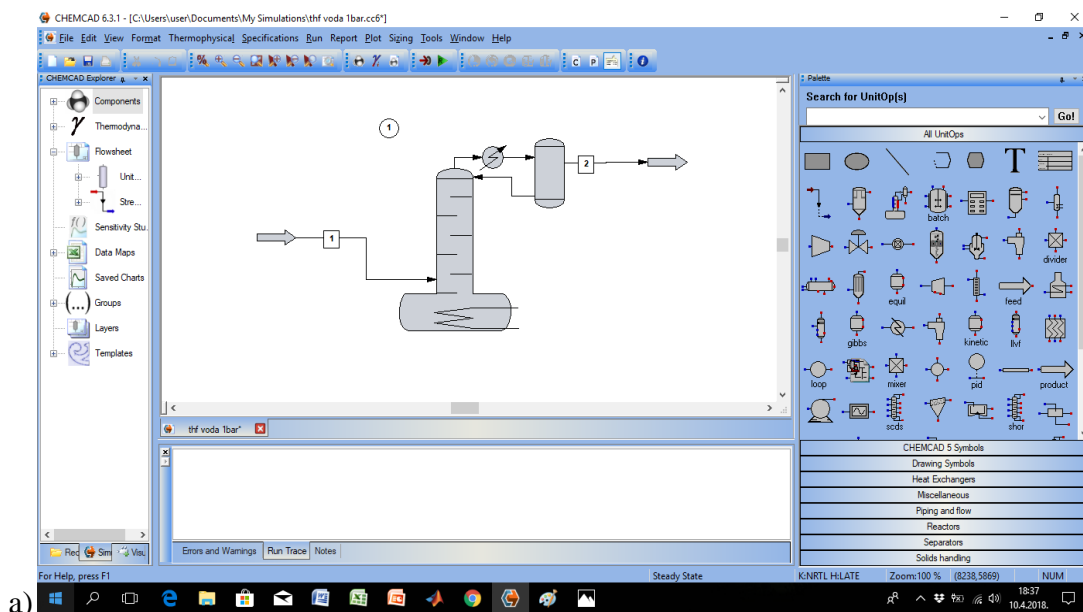 CHEMCAD 6.3.1 - [C:\Users\user\Documents\My Simulations\thf voda 1bar.cc6*]
File Edit View Format Thermophysical Specifications Run Report Plot Sizing Tools Window Help
C P
CHEMCAD Explorer
Components
Thermodyna...
Flowsheet
Unit...
Stre...
Sensitivity Stu...
Data Maps
Saved Charts
Groups
Layers
Templates
Sim
1
2
1
thf voda 1bar*
Errors and Warnings Run Trace Notes
Palette
Search for UnitOp(s)
Go!
All UnitOps
T
batch
divider
equil
feed
gibbs
kinetic
llvf
loop
mixer
pid
product
scds
shor
CHEMCAD 5 Symbols
Drawing Symbols
Heat Exchangers
Miscellaneous
Piping and flow
Reactors
Separators
Solids handling
For Help, press F1
Steady State
K:NRTL H:LATE
Zoom:100 %
(8238,5869)
NUM
a)
18:37
10.4.2018.